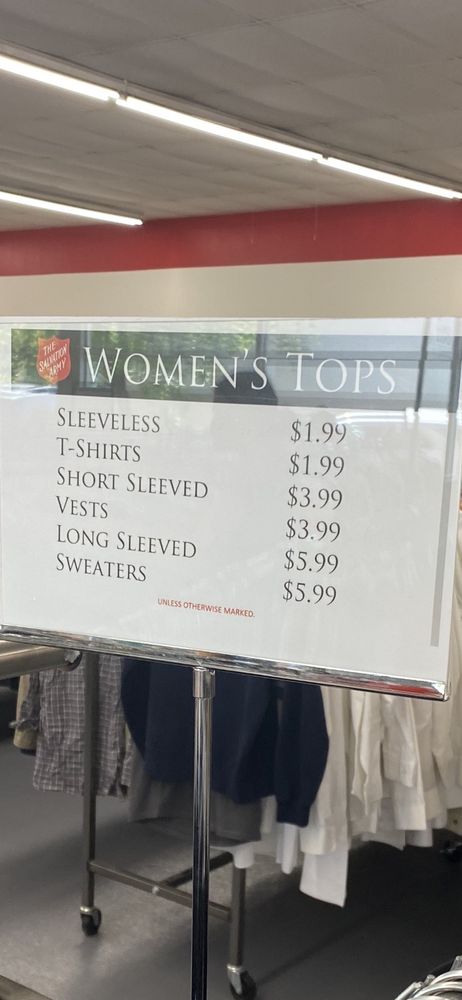 THE
SALVATION
ARMY
WOMEN'S TOPS
SLEEVELESS $1.99
T-SHIRTS $1.99
SHORT SLEEVED $3.99
VESTS $3.99
LONG SLEEVED $5.99
SWEATERS $5.99
UNLESS OTHERWISE MARKED.